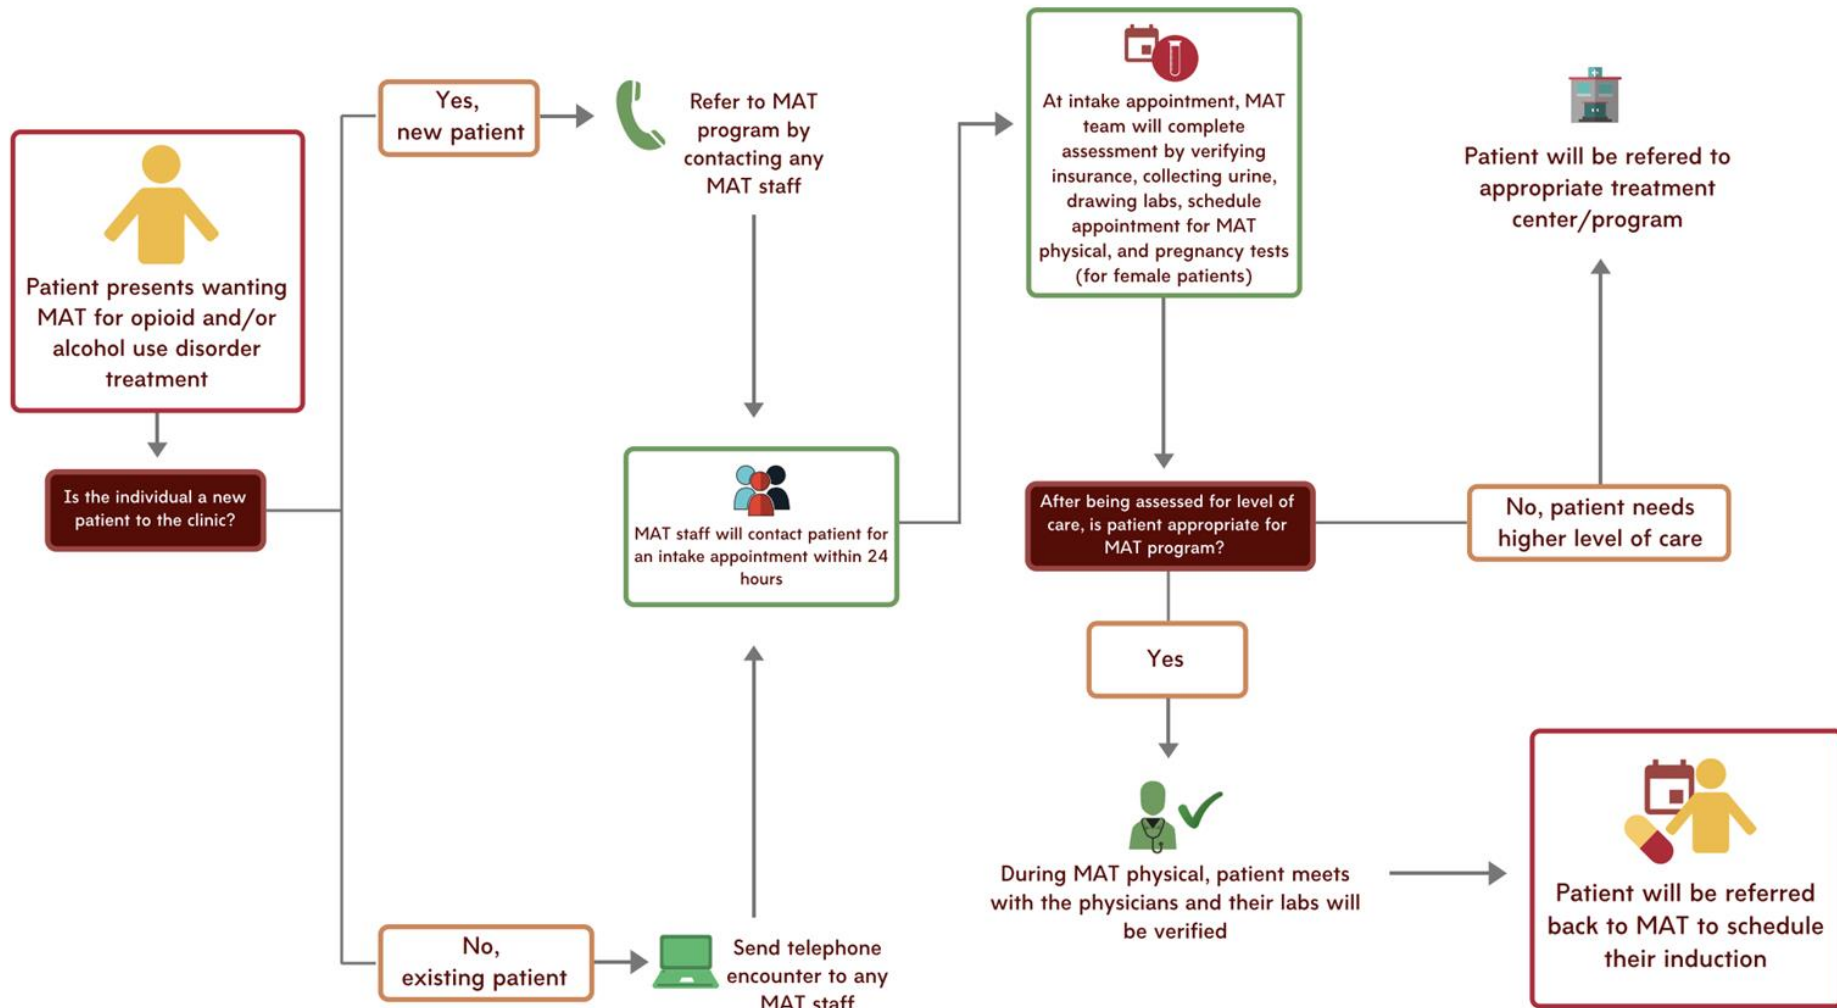 Patient presents wanting
MAT for opioid and/or
alcohol use disorder
treatment
Is the individual a new
patient to the clinic?
Yes,
new patient
Refer to MAT
program by
contacting any
MAT staff
No,
existing patient
Send telephone
encounter to any
MAT staff
MAT staff will contact patient for
an intake appointment within 24
hours
At intake appointment, MAT
team will complete
assessment by verifying
insurance, collecting urine,
drawing labs, schedule
appointment for MAT
physical, and pregnancy tests
(for female patients)
After being assessed for level of
care, is patient appropriate for
MAT program?
No, patient needs
higher level of care
Patient will be refered to
appropriate treatment
center/program
Yes
During MAT physical, patient meets
with the physicians and their labs will
be verified
Patient will be referred
back to MAT to schedule
their induction